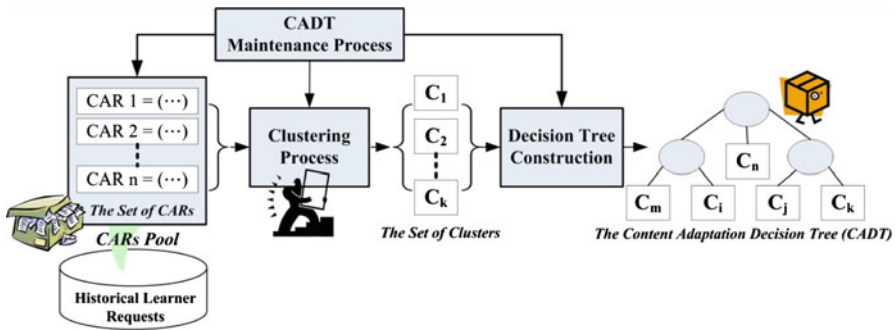 CADT
Maintenance Process
CAR 1 = (···)
CAR 2 = (···)
CAR n = (···)
The Set of CARs
CARs Pool
Historical Learner
Requests
Clustering
Process
C1
C2
Ck
The Set of Clusters
Decision Tree
Construction
Cn
Cm
Ci
Cj
Ck
The Content Adaptation Decision Tree (CADT)